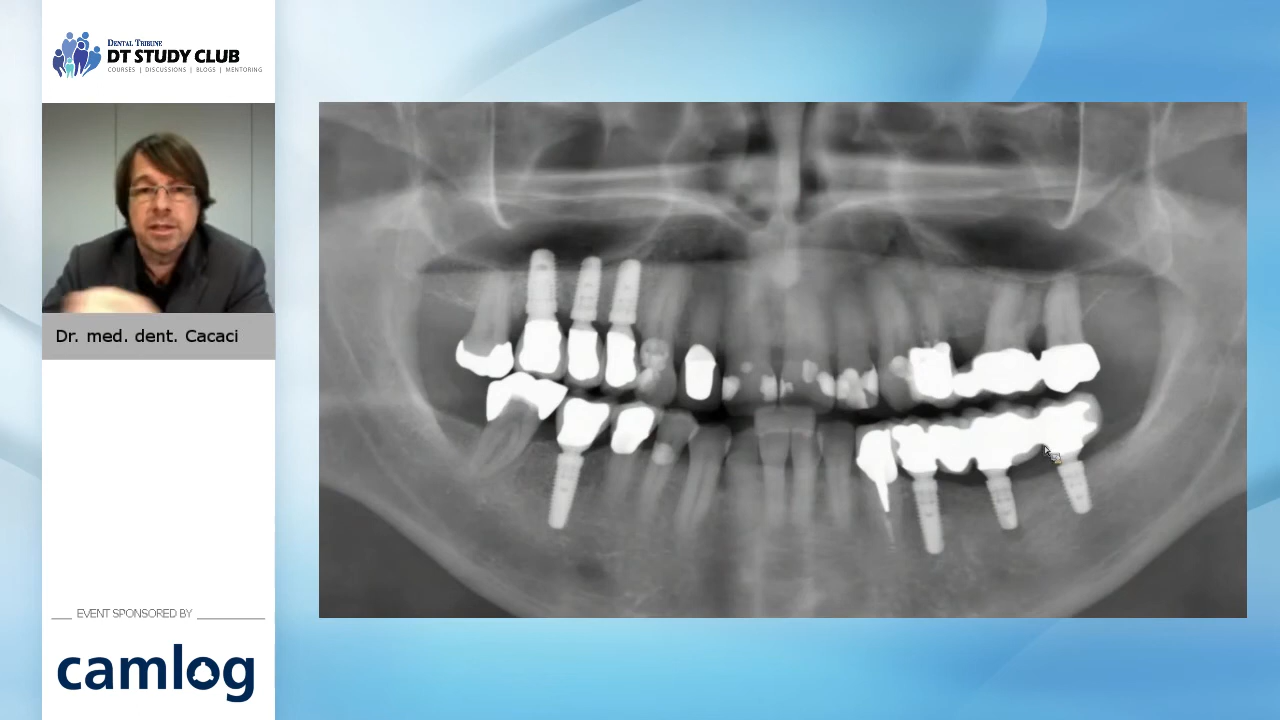 DENTAL TRIBUNE
DT STUDY CLUB
COURSES | DISCUSSIONS | BLOGS | MENTORING
Dr. med. dent. Cacaci
EVENT SPONSORED BY
camlog